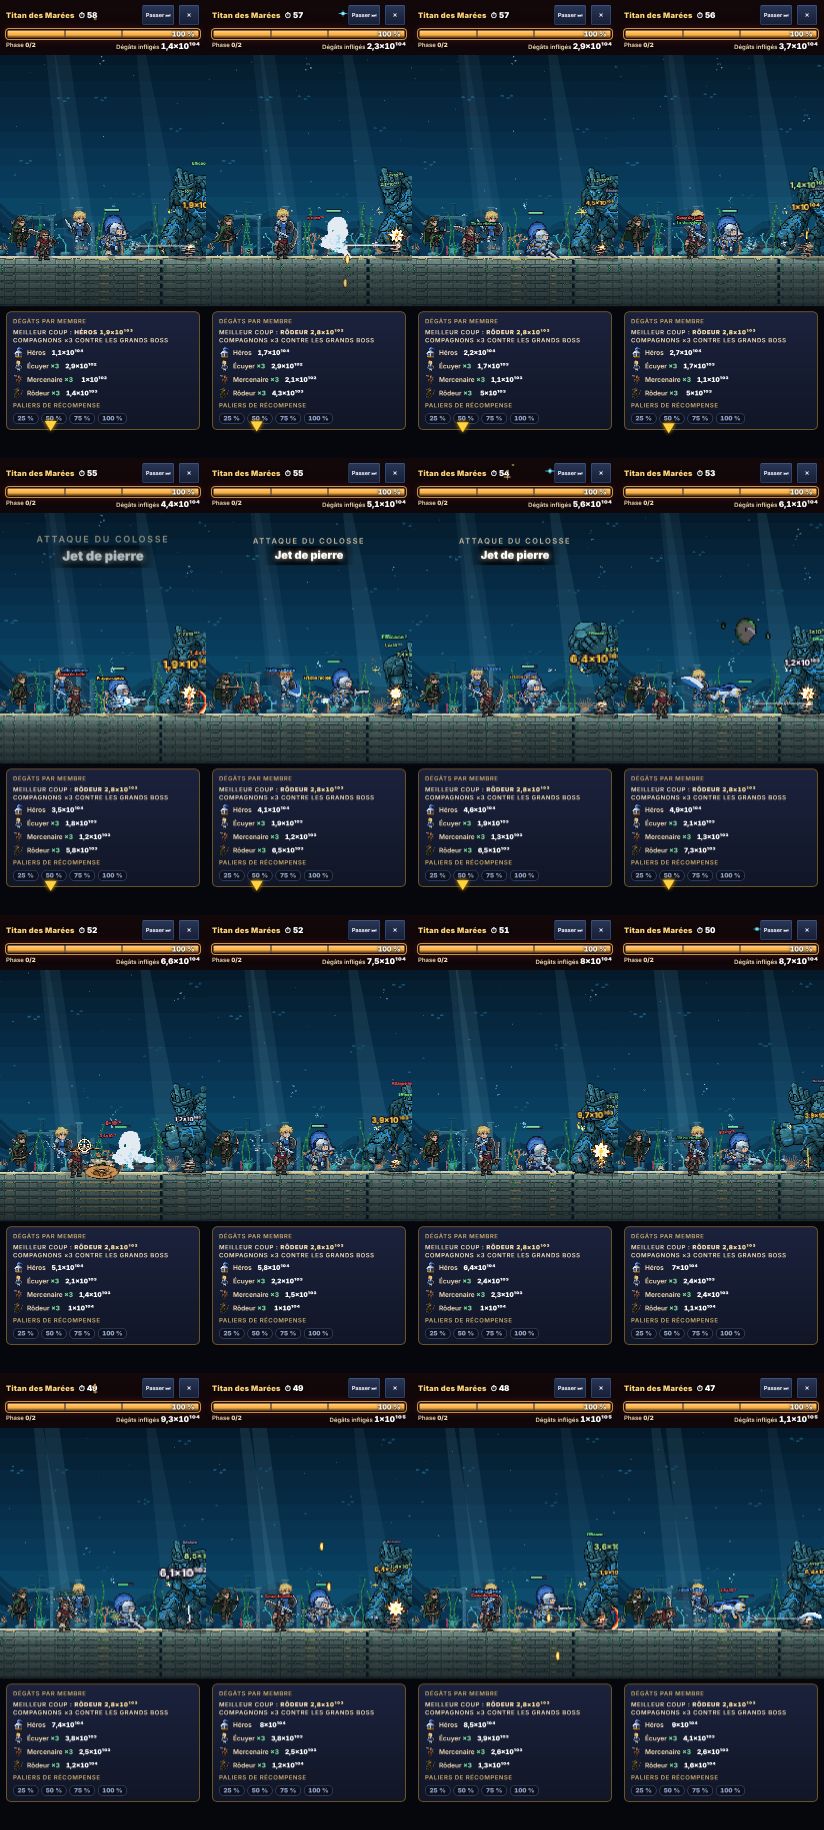 Titan des Marées ⏱ 58 Passer ⏭ ×
100 %
Phase 0/2 Dégâts infligés 1,4×10¹⁰⁴
1,9×10
DÉGÂTS PAR MEMBRE
MEILLEUR COUP : HÉROS 1,9×10¹⁰³
COMPAGNONS ×3 CONTRE LES GRANDS BOSS
Héros 1,1×10¹⁰⁴
Écuyer ×3 2,9×10¹⁰²
Mercenaire ×3 1×10¹⁰³
Rôdeur ×3 1,4×10¹⁰³
PALIERS DE RÉCOMPENSE
25 % 50 % 75 % 100 %
Titan des Marées ⏱ 57 Passer ⏭ ×
100 %
Phase 0/2 Dégâts infligés 2,3×10¹⁰⁴
DÉGÂTS PAR MEMBRE
MEILLEUR COUP : RÔDEUR 2,8×10¹⁰³
COMPAGNONS ×3 CONTRE LES GRANDS BOSS
Héros 1,7×10¹⁰⁴
Écuyer ×3 2,9×10¹⁰²
Mercenaire ×3 2,1×10¹⁰³
Rôdeur ×3 4,3×10¹⁰³
PALIERS DE RÉCOMPENSE
25 % 50 % 75 % 100 %
Titan des Marées ⏱ 57 Passer ⏭ ×
100 %
Phase 0/2 Dégâts infligés 2,9×10¹⁰⁴
DÉGÂTS PAR MEMBRE
MEILLEUR COUP : RÔDEUR 2,8×10¹⁰³
COMPAGNONS ×3 CONTRE LES GRANDS BOSS
Héros 2,2×10¹⁰⁴
Écuyer ×3 1,7×10¹⁰³
Mercenaire ×3 1,1×10¹⁰³
Rôdeur ×3 5×10¹⁰³
PALIERS DE RÉCOMPENSE
25 % 50 % 75 % 100 %
Titan des Marées ⏱ 56 Passer ⏭ ×
100 %
Phase 0/2 Dégâts infligés 3,7×10¹⁰⁴
1,4×10
1×10¹⁰³
DÉGÂTS PAR MEMBRE
MEILLEUR COUP : RÔDEUR 2,8×10¹⁰³
COMPAGNONS ×3 CONTRE LES GRANDS BOSS
Héros 2,7×10¹⁰⁴
Écuyer ×3 1,7×10¹⁰³
Mercenaire ×3 1,1×10¹⁰³
Rôdeur ×3 5×10¹⁰³
PALIERS DE RÉCOMPENSE
25 % 50 % 75 % 100 %
Titan des Marées ⏱ 55 Passer ⏭ ×
100 %
Phase 0/2 Dégâts infligés 4,4×10¹⁰⁴
ATTAQUE DU COLOSSE
Jet de pierre
1,9×10
DÉGÂTS PAR MEMBRE
MEILLEUR COUP : RÔDEUR 2,8×10¹⁰³
COMPAGNONS ×3 CONTRE LES GRANDS BOSS
Héros 3,5×10¹⁰⁴
Écuyer ×3 1,8×10¹⁰³
Mercenaire ×3 1,2×10¹⁰³
Rôdeur ×3 5,8×10¹⁰³
PALIERS DE RÉCOMPENSE
25 % 50 % 75 % 100 %
Titan des Marées ⏱ 55 Passer ⏭ ×
100 %
Phase 0/2 Dégâts infligés 5,1×10¹⁰⁴
ATTAQUE DU COLOSSE
Jet de pierre
DÉGÂTS PAR MEMBRE
MEILLEUR COUP : RÔDEUR 2,8×10¹⁰³
COMPAGNONS ×3 CONTRE LES GRANDS BOSS
Héros 4,1×10¹⁰⁴
Écuyer ×3 1,9×10¹⁰³
Mercenaire ×3 1,2×10¹⁰³
Rôdeur ×3 6,5×10¹⁰³
PALIERS DE RÉCOMPENSE
25 % 50 % 75 % 100 %
Titan des Marées ⏱ 54 Passer ⏭ ×
100 %
Phase 0/2 Dégâts infligés 5,6×10¹⁰⁴
ATTAQUE DU COLOSSE
Jet de pierre
6,4×10
DÉGÂTS PAR MEMBRE
MEILLEUR COUP : RÔDEUR 2,8×10¹⁰³
COMPAGNONS ×3 CONTRE LES GRANDS BOSS
Héros 4,6×10¹⁰⁴
Écuyer ×3 1,9×10¹⁰³
Mercenaire ×3 1,3×10¹⁰³
Rôdeur ×3 6,5×10¹⁰³
PALIERS DE RÉCOMPENSE
25 % 50 % 75 % 100 %
Titan des Marées ⏱ 53 Passer ⏭ ×
100 %
Phase 0/2 Dégâts infligés 6,1×10¹⁰⁴
1,2×10
DÉGÂTS PAR MEMBRE
MEILLEUR COUP : RÔDEUR 2,8×10¹⁰³
COMPAGNONS ×3 CONTRE LES GRANDS BOSS
Héros 4,9×10¹⁰⁴
Écuyer ×3 2,1×10¹⁰³
Mercenaire ×3 1,3×10¹⁰³
Rôdeur ×3 7,3×10¹⁰³
PALIERS DE RÉCOMPENSE
25 % 50 % 75 % 100 %
Titan des Marées ⏱ 52 Passer ⏭ ×
100 %
Phase 0/2 Dégâts infligés 6,6×10¹⁰⁴
DÉGÂTS PAR MEMBRE
MEILLEUR COUP : RÔDEUR 2,8×10¹⁰³
COMPAGNONS ×3 CONTRE LES GRANDS BOSS
Héros 5,1×10¹⁰⁴
Écuyer ×3 2,1×10¹⁰³
Mercenaire ×3 1,4×10¹⁰³
Rôdeur ×3 1×10¹⁰⁴
PALIERS DE RÉCOMPENSE
25 % 50 % 75 % 100 %
Titan des Marées ⏱ 52 Passer ⏭ ×
100 %
Phase 0/2 Dégâts infligés 7,5×10¹⁰⁴
3,9×10
DÉGÂTS PAR MEMBRE
MEILLEUR COUP : RÔDEUR 2,8×10¹⁰³
COMPAGNONS ×3 CONTRE LES GRANDS BOSS
Héros 5,8×10¹⁰⁴
Écuyer ×3 2,2×10¹⁰³
Mercenaire ×3 1,5×10¹⁰³
Rôdeur ×3 1×10¹⁰⁴
PALIERS DE RÉCOMPENSE
25 % 50 % 75 % 100 %
Titan des Marées ⏱ 51 Passer ⏭ ×
100 %
Phase 0/2 Dégâts infligés 8×10¹⁰⁴
DÉGÂTS PAR MEMBRE
MEILLEUR COUP : RÔDEUR 2,8×10¹⁰³
COMPAGNONS ×3 CONTRE LES GRANDS BOSS
Héros 6,4×10¹⁰⁴
Écuyer ×3 2,4×10¹⁰³
Mercenaire ×3 2,3×10¹⁰³
Rôdeur ×3 1×10¹⁰⁴
PALIERS DE RÉCOMPENSE
25 % 50 % 75 % 100 %
Titan des Marées ⏱ 50 Passer ⏭ ×
100 %
Phase 0/2 Dégâts infligés 8,7×10¹⁰⁴
DÉGÂTS PAR MEMBRE
MEILLEUR COUP : RÔDEUR 2,8×10¹⁰³
COMPAGNONS ×3 CONTRE LES GRANDS BOSS
Héros 7×10¹⁰⁴
Écuyer ×3 2,4×10¹⁰³
Mercenaire ×3 2,4×10¹⁰³
Rôdeur ×3 1,1×10¹⁰⁴
PALIERS DE RÉCOMPENSE
25 % 50 % 75 % 100 %
Titan des Marées ⏱ 49 Passer ⏭ ×
100 %
Phase 0/2 Dégâts infligés 9,3×10¹⁰⁴
6,1×10
DÉGÂTS PAR MEMBRE
MEILLEUR COUP : RÔDEUR 2,8×10¹⁰³
COMPAGNONS ×3 CONTRE LES GRANDS BOSS
Héros 7,4×10¹⁰⁴
Écuyer ×3 3,8×10¹⁰³
Mercenaire ×3 2,5×10¹⁰³
Rôdeur ×3 1,2×10¹⁰⁴
PALIERS DE RÉCOMPENSE
25 % 50 % 75 % 100 %
Titan des Marées ⏱ 49 Passer ⏭ ×
100 %
Phase 0/2 Dégâts infligés 1×10¹⁰⁵
DÉGÂTS PAR MEMBRE
MEILLEUR COUP : RÔDEUR 2,8×10¹⁰³
COMPAGNONS ×3 CONTRE LES GRANDS BOSS
Héros 8×10¹⁰⁴
Écuyer ×3 3,8×10¹⁰³
Mercenaire ×3 2,5×10¹⁰³
Rôdeur ×3 1,2×10¹⁰⁴
PALIERS DE RÉCOMPENSE
25 % 50 % 75 % 100 %
Titan des Marées ⏱ 48 Passer ⏭ ×
100 %
Phase 0/2 Dégâts infligés 1×10¹⁰⁵
3,6×10
DÉGÂTS PAR MEMBRE
MEILLEUR COUP : RÔDEUR 2,8×10¹⁰³
COMPAGNONS ×3 CONTRE LES GRANDS BOSS
Héros 8,5×10¹⁰⁴
Écuyer ×3 3,9×10¹⁰³
Mercenaire ×3 2,6×10¹⁰³
Rôdeur ×3 1,3×10¹⁰⁴
PALIERS DE RÉCOMPENSE
25 % 50 % 75 % 100 %
Titan des Marées ⏱ 47 Passer ⏭ ×
100 %
Phase 0/2 Dégâts infligés 1,1×10¹⁰⁵
DÉGÂTS PAR MEMBRE
MEILLEUR COUP : RÔDEUR 2,8×10¹⁰³
COMPAGNONS ×3 CONTRE LES GRANDS BOSS
Héros 9×10¹⁰⁴
Écuyer ×3 4,1×10¹⁰³
Mercenaire ×3 2,6×10¹⁰³
Rôdeur ×3 1,6×10¹⁰⁴
PALIERS DE RÉCOMPENSE
25 % 50 % 75 % 100 %